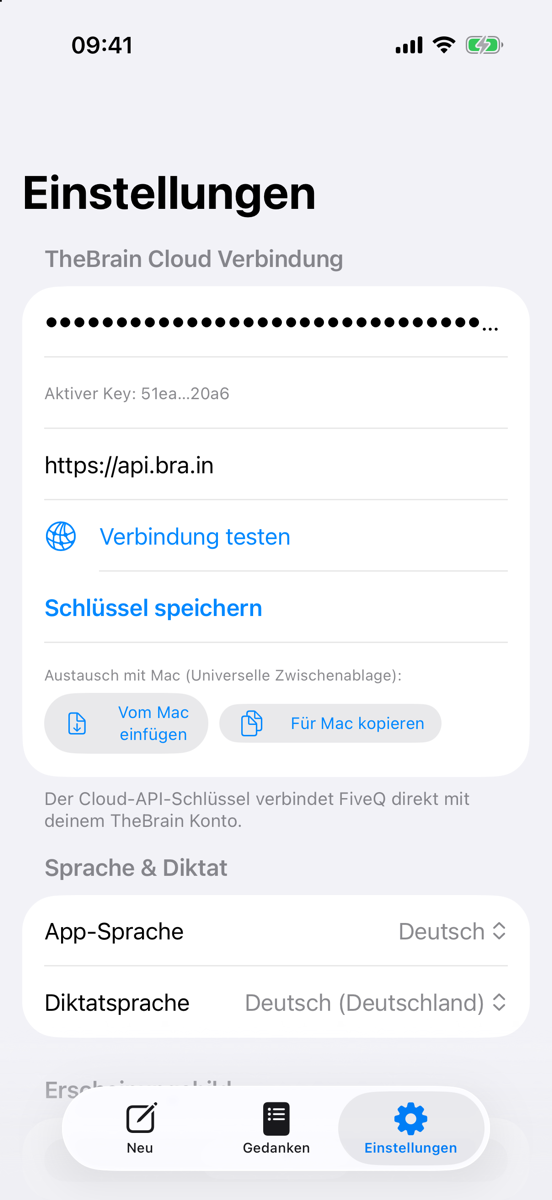 09:41
Einstellungen
TheBrain Cloud Verbindung
••••••••••••••••••••••••••••••••...
Aktiver Key: 51ea...20a6
https://api.bra.in
Verbindung testen
Schlüssel speichern
Austausch mit Mac (Universelle Zwischenablage):
Vom Mac
einfügen
Für Mac kopieren
Der Cloud-API-Schlüssel verbindet FiveQ direkt mit
deinem TheBrain Konto.
Sprache & Diktat
App-Sprache Deutsch
Diktatsprache Deutsch (Deutschland)
Neu
Gedanken
Einstellungen